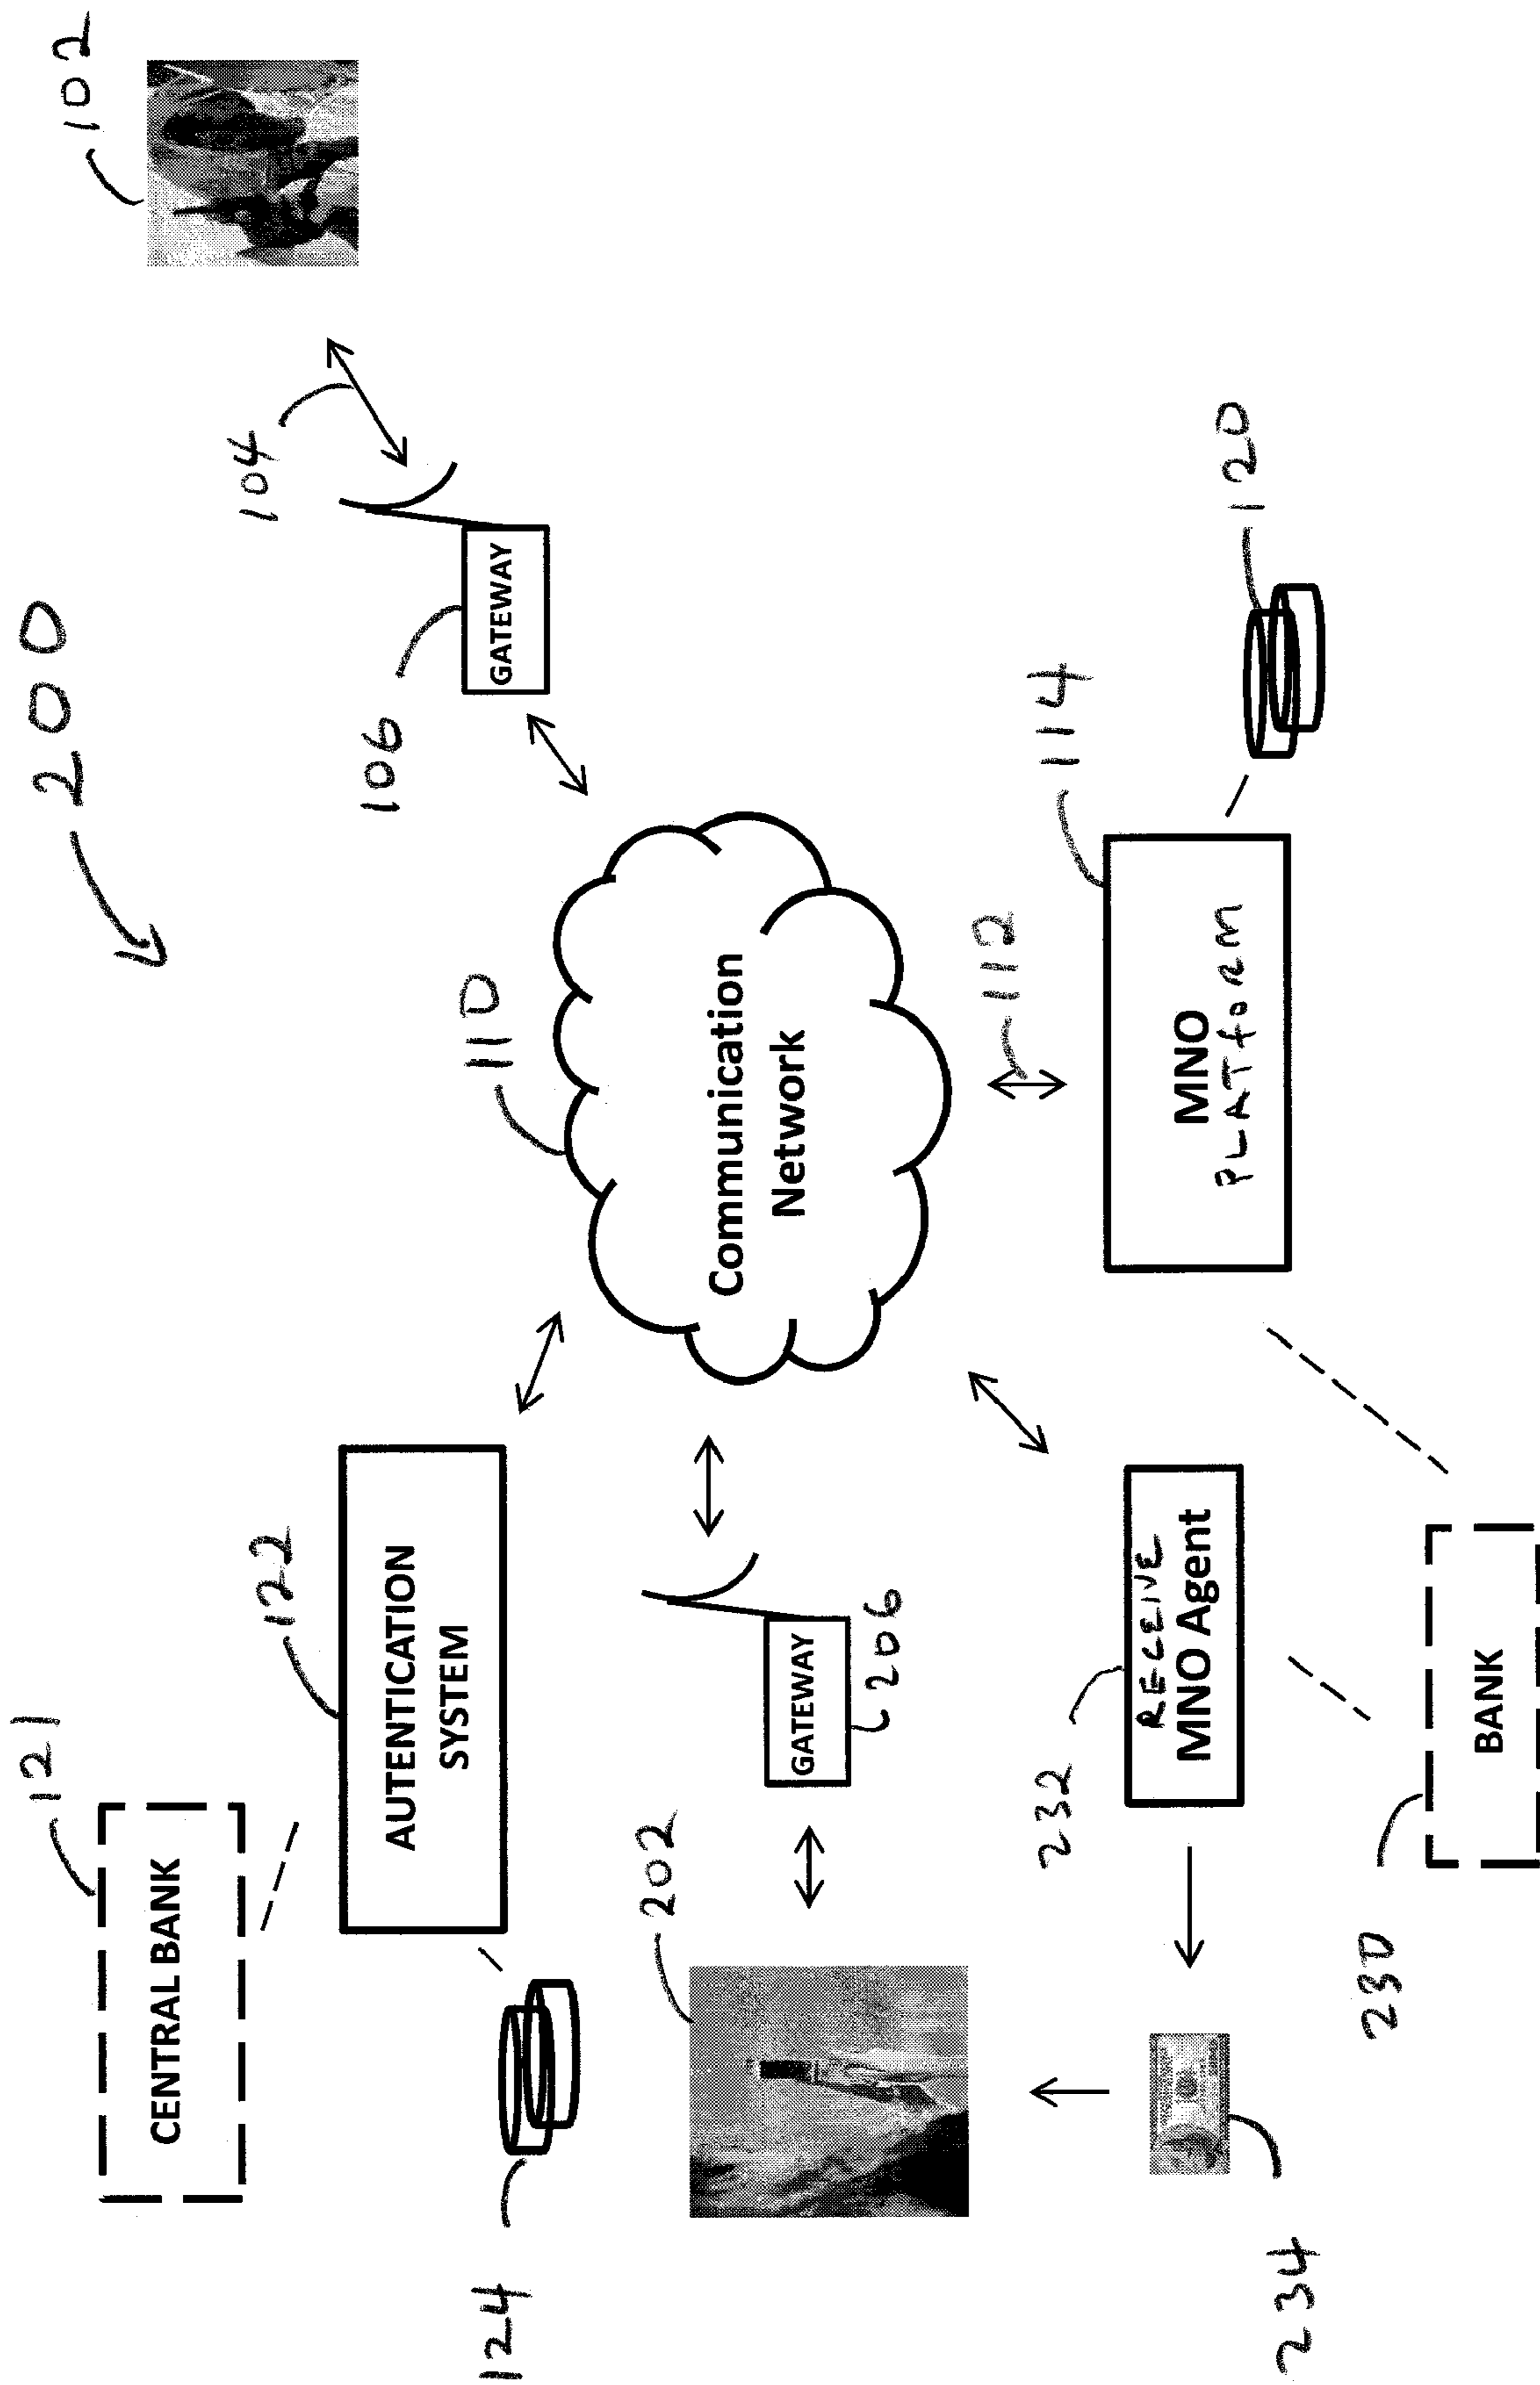 121
200
102
CENTRAL BANK
122
104
106
AUTENTICATION
SYSTEM
124
110
GATEWAY
202
Communication
Network
GATEWAY
206
112
232
114
RECEIVE
MNO Agent
MNO
PLATfORM
120
234
230
BANK